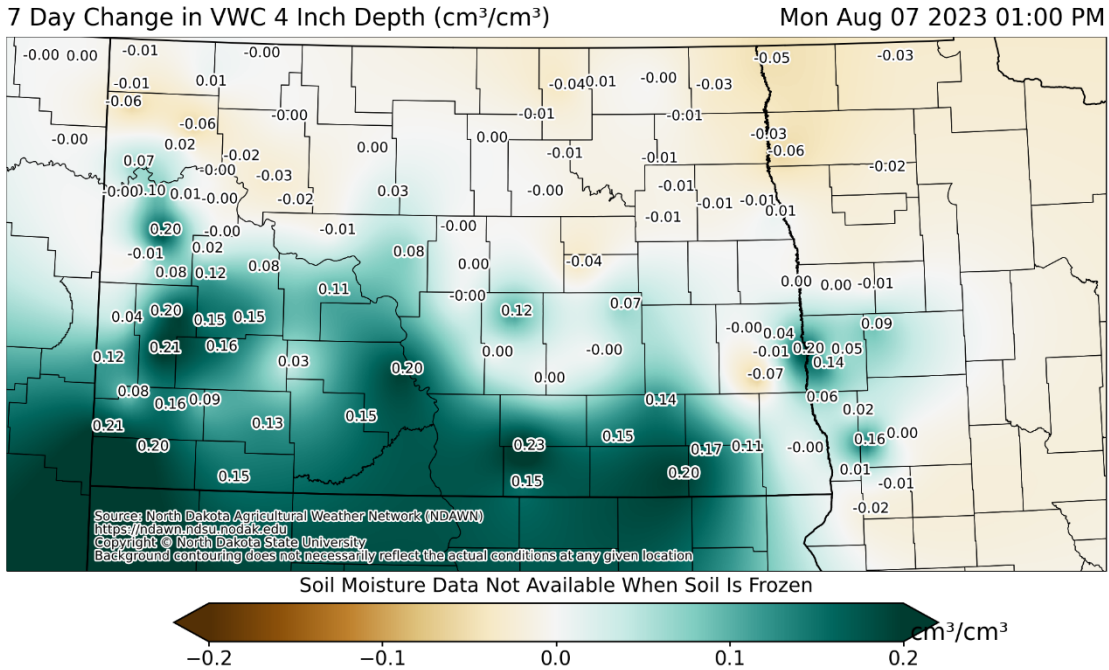 7 Day Change in VWC 4 Inch Depth (cm³/cm³) Mon Aug 07 2023 01:00 PM
-0.00 0.00 -0.01 -0.00 -0.05 -0.03
-0.01 0.01 -0.04 0.01 -0.00 -0.03
-0.06 -0.00 -0.01 -0.01
-0.06 -0.03
-0.00 0.02 0.00 0.00 -0.06
0.07 -0.02 -0.01 -0.01 -0.02
-0.00 -0.03 -0.01
-0.00 0.10 0.01 -0.00 -0.02 0.03 -0.00 -0.01 -0.01
0.20 -0.00 -0.01 -0.00 -0.01 0.01
-0.01 0.02 0.08
0.08 0.12 0.08 0.00 -0.04
0.11 -0.00 0.00 0.00 -0.01
0.04 0.20 0.15 0.15 0.12 0.07 0.09
-0.00 0.04
0.12 0.21 0.16 0.03 0.00 -0.00 -0.01 0.20 0.05
0.20 0.00 -0.07 0.14
0.08 0.16 0.09 0.14 0.06
0.21 0.13 0.15 0.02
0.20 0.23 0.15 0.17 0.11 -0.00 0.16 0.00
0.15 0.15 0.20 0.01 -0.01
-0.02
Source: North Dakota Agricultural Weather Network (NDAWN)
https://ndawn.ndsu.nodak.edu
Copyright © North Dakota State University
Background contouring does not necessarily reflect the actual conditions at any given location
Soil Moisture Data Not Available When Soil Is Frozen
cm³/cm³
−0.2 −0.1 0.0 0.1 0.2